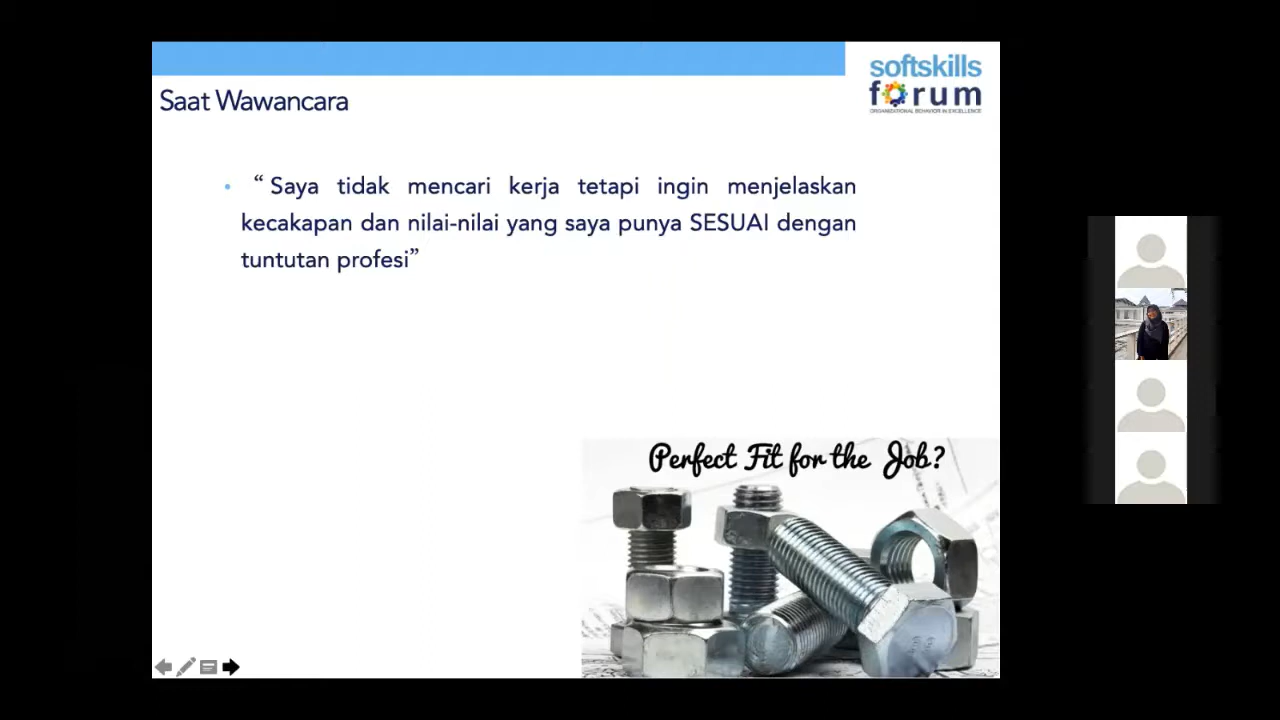 softskills
forum
ORGANIZATIONAL BEHAVIOR IN EXCELLENCE
Saat Wawancara
• “ Saya tidak mencari kerja tetapi ingin menjelaskan
kecakapan dan nilai-nilai yang saya punya SESUAI dengan
tuntutan profesi”
Perfect Fit for the Job?